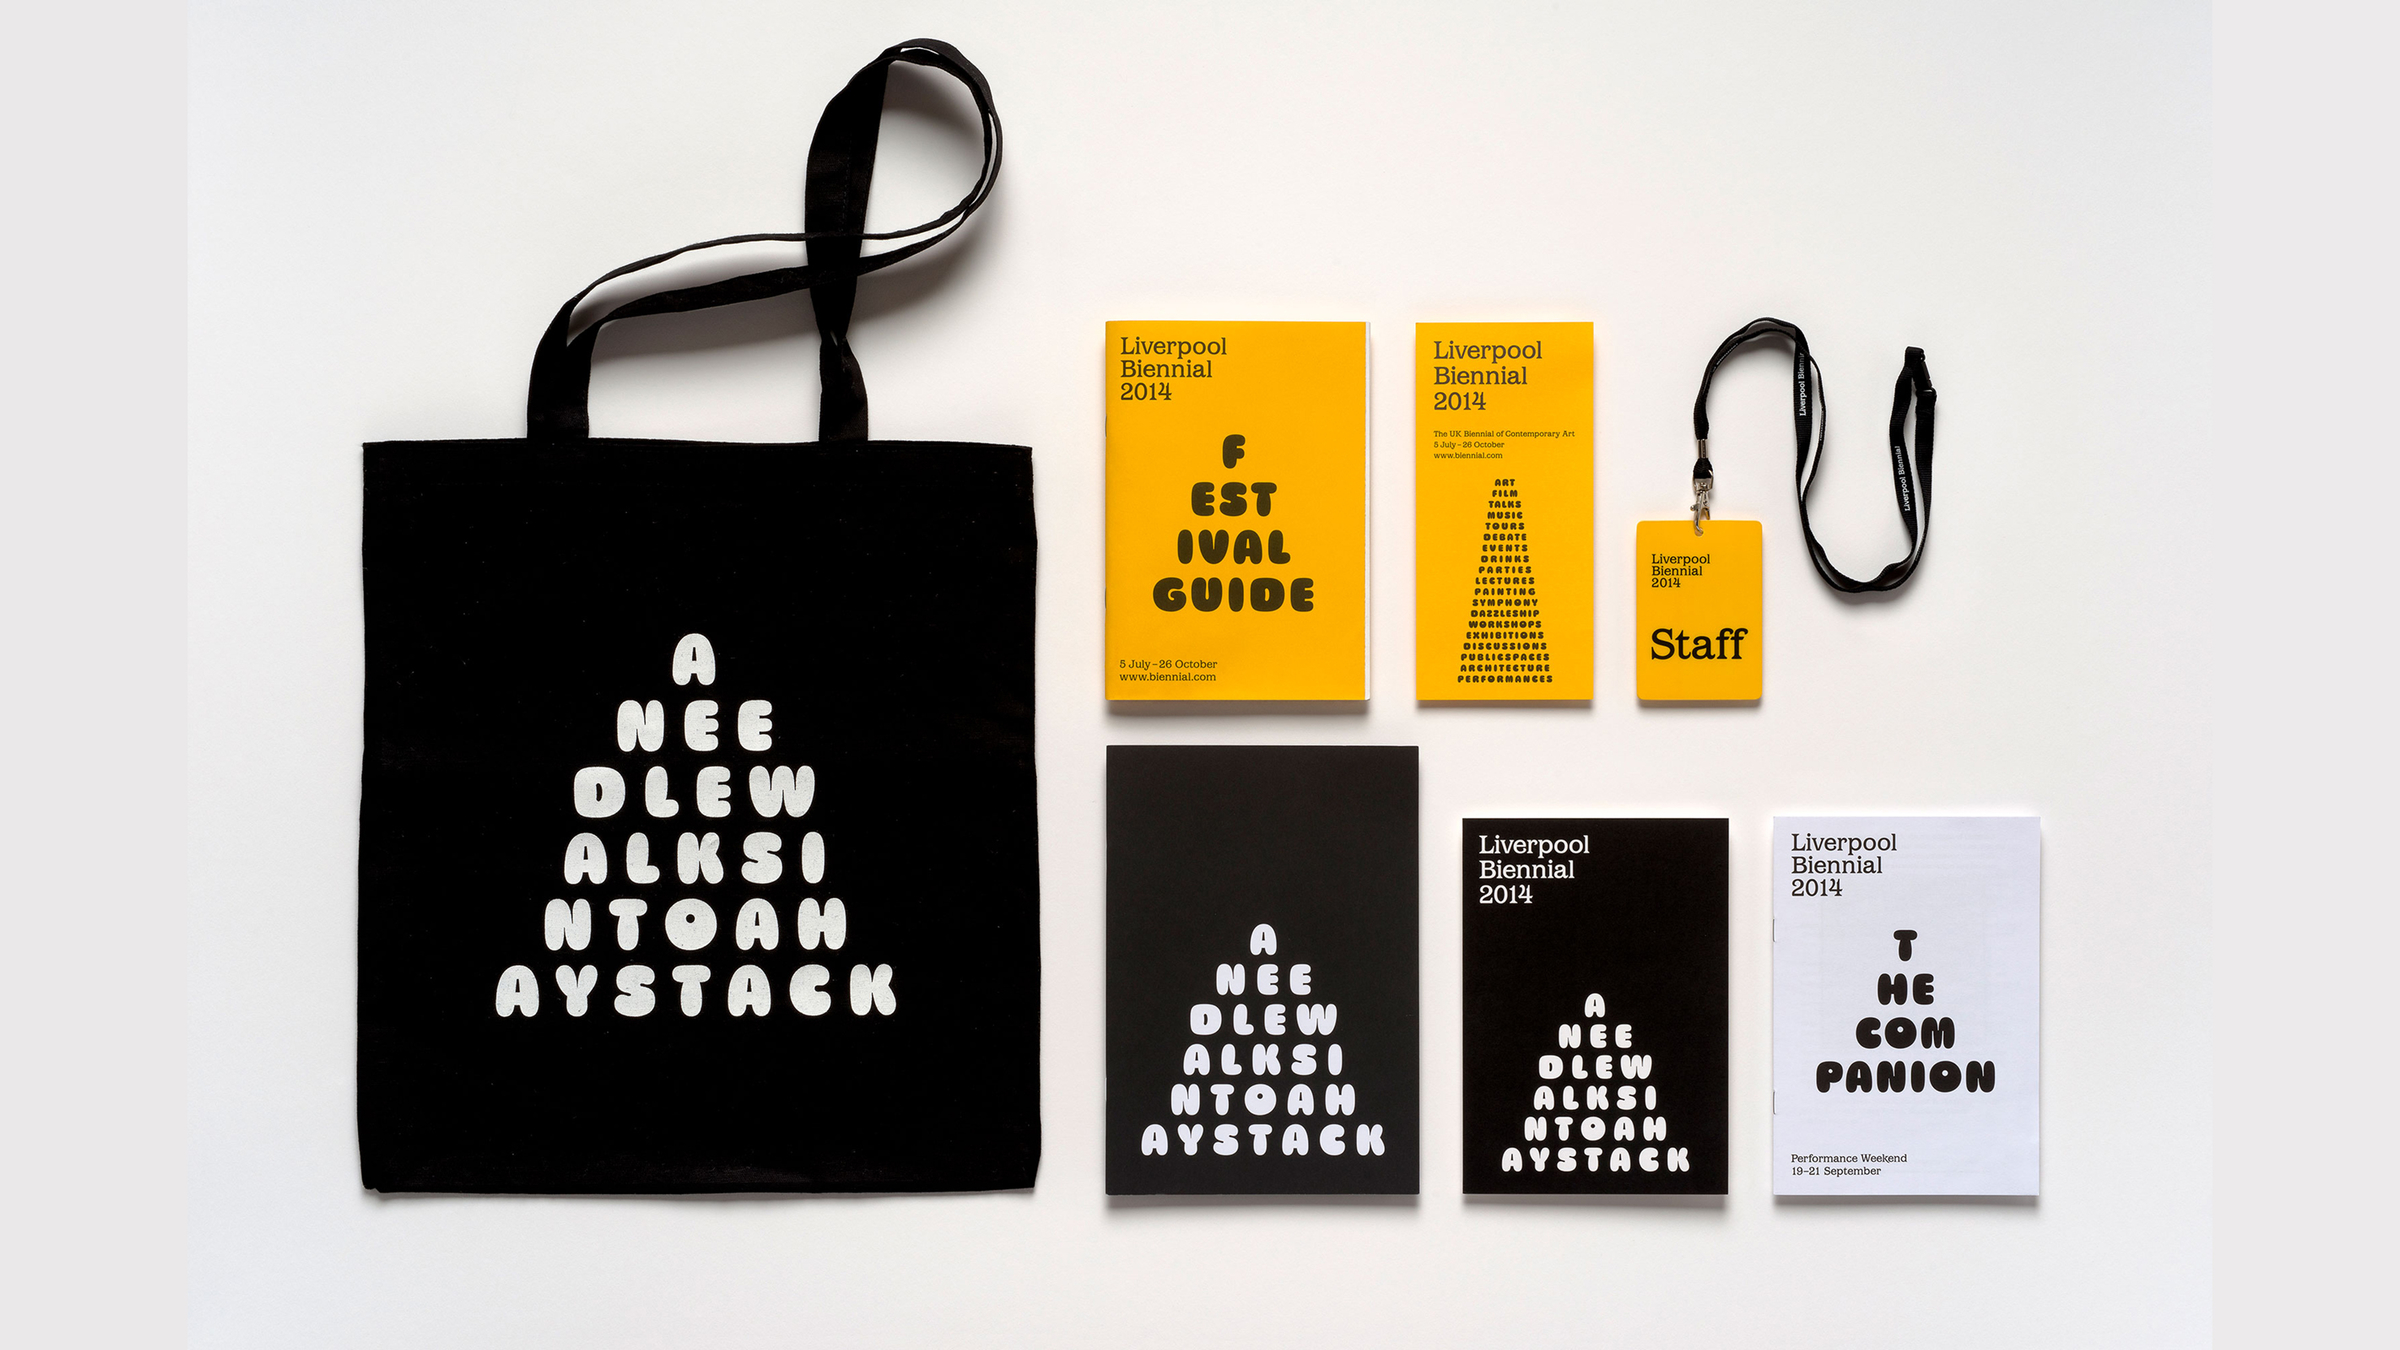 A
NEE
DLEW
ALKSI
NTOAH
AYSTACK
Liverpool
Biennial
2014
F
EST
IVAL
GUIDE
5 July – 26 October
www.biennial.com
Liverpool
Biennial
2014
The UK Biennial of Contemporary Art
5 July – 26 October
www.biennial.com
ART
FILM
TALKS
MUSIC
TOURS
DEBATE
EVENTS
DRINKS
PARTIES
LECTURES
PAINTING
SYMPHONY
DAZZLESHIP
WORKSHOPS
EXHIBITIONS
DISCUSSIONS
PUBLICSPACES
ARCHITECTURE
PERFORMANCES
Liverpool
Biennial
2014
Staff
Liverpool Biennial
Liverpool Biennial
A
NEE
DLEW
ALKSI
NTOAH
AYSTACK
Liverpool
Biennial
2014
A
NEE
DLEW
ALKSI
NTOAH
AYSTACK
Liverpool
Biennial
2014
T
HE
COM
PANION
Performance Weekend
19–21 September